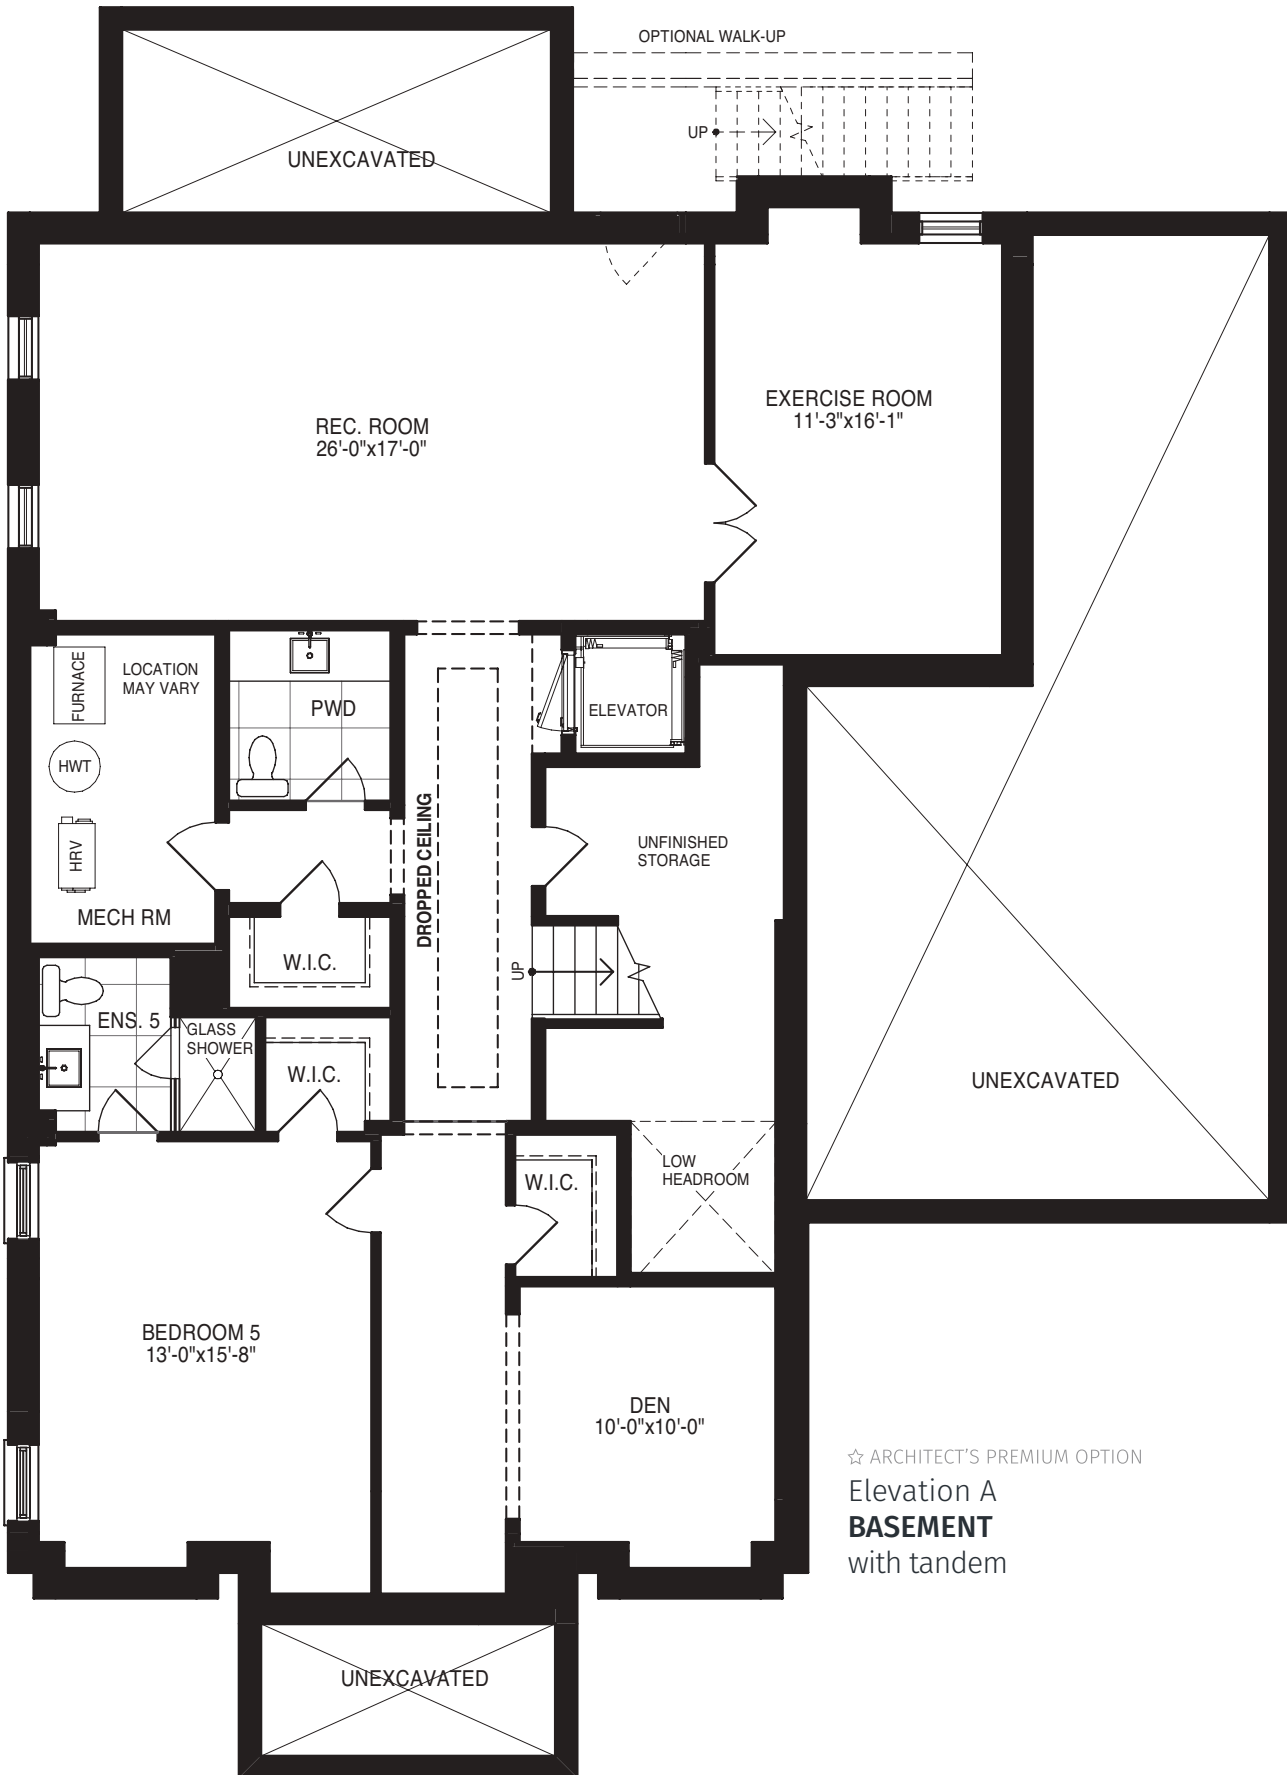 OPTIONAL WALK-UP
UP
UNEXCAVATED
EXERCISE ROOM
11'-3"x16'-1"
REC. ROOM
26'-0"x17'-0"
FURNACE
LOCATION
MAY VARY
PWD
ELEVATOR
HWT
DROPPED CEILING
UNFINISHED
STORAGE
HRV
MECH RM
W.I.C.
UP
ENS. 5
GLASS
SHOWER
W.I.C.
UNEXCAVATED
LOW
HEADROOM
W.I.C.
BEDROOM 5
13'-0"x15'-8"
DEN
10'-0"x10'-0"
☆ ARCHITECT'S PREMIUM OPTION
Elevation A
BASEMENT
with tandem
UNEXCAVATED